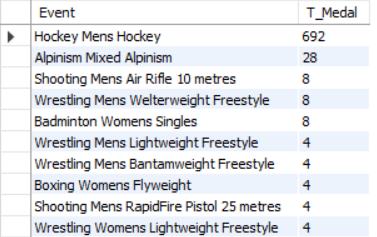 Event T_Medal
Hockey Mens Hockey 692
Alpinism Mixed Alpinism 28
Shooting Mens Air Rifle 10 metres 8
Wrestling Mens Welterweight Freestyle 8
Badminton Womens Singles 8
Wrestling Mens Lightweight Freestyle 4
Wrestling Mens Bantamweight Freestyle 4
Boxing Womens Flyweight 4
Shooting Mens RapidFire Pistol 25 metres 4
Wrestling Womens Lightweight Freestyle 4